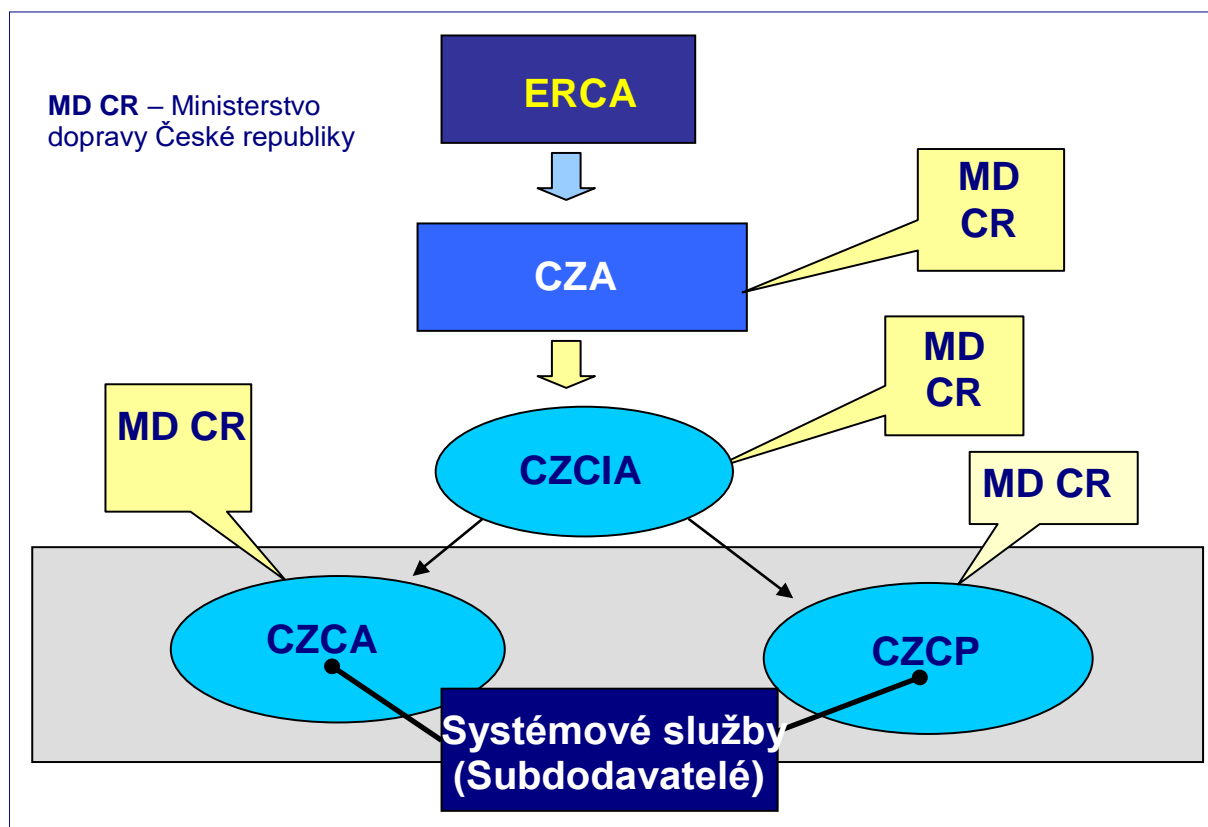 ERCA
MD CR – Ministerstvo
dopravy České republiky
MD
CR
CZA
MD
CR
MD CR
CZCIA
MD CR
CZCA
CZCP
Systémové služby
(Subdodavatelé)